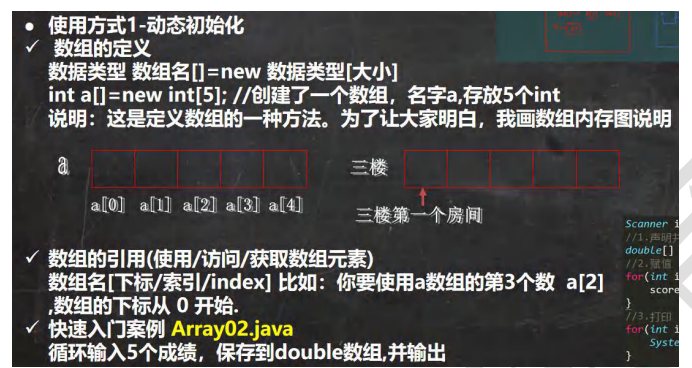 • 使用方式1-动态初始化
✓ 数组的定义
数据类型 数组名[]=new 数据类型[大小]
int a[]=new int[5]; //创建了一个数组，名字a,存放5个int
说明：这是定义数组的一种方法。为了让大家明白，我画数组内存图说明
a 三楼
a[0] a[1] a[2] a[3] a[4]
三楼第一个房间
✓ 数组的引用(使用/访问/获取数组元素)
数组名[下标/索引/index] 比如：你要使用a数组的第3个数 a[2]
,数组的下标从 0 开始.
✓ 快速入门案例 Array02.java
循环输入5个成绩，保存到double数组,并输出
Scanner
//1.声明
double[]
//2.赋值
for(int i
score
}
//3.打印
for(int i
Syste
}